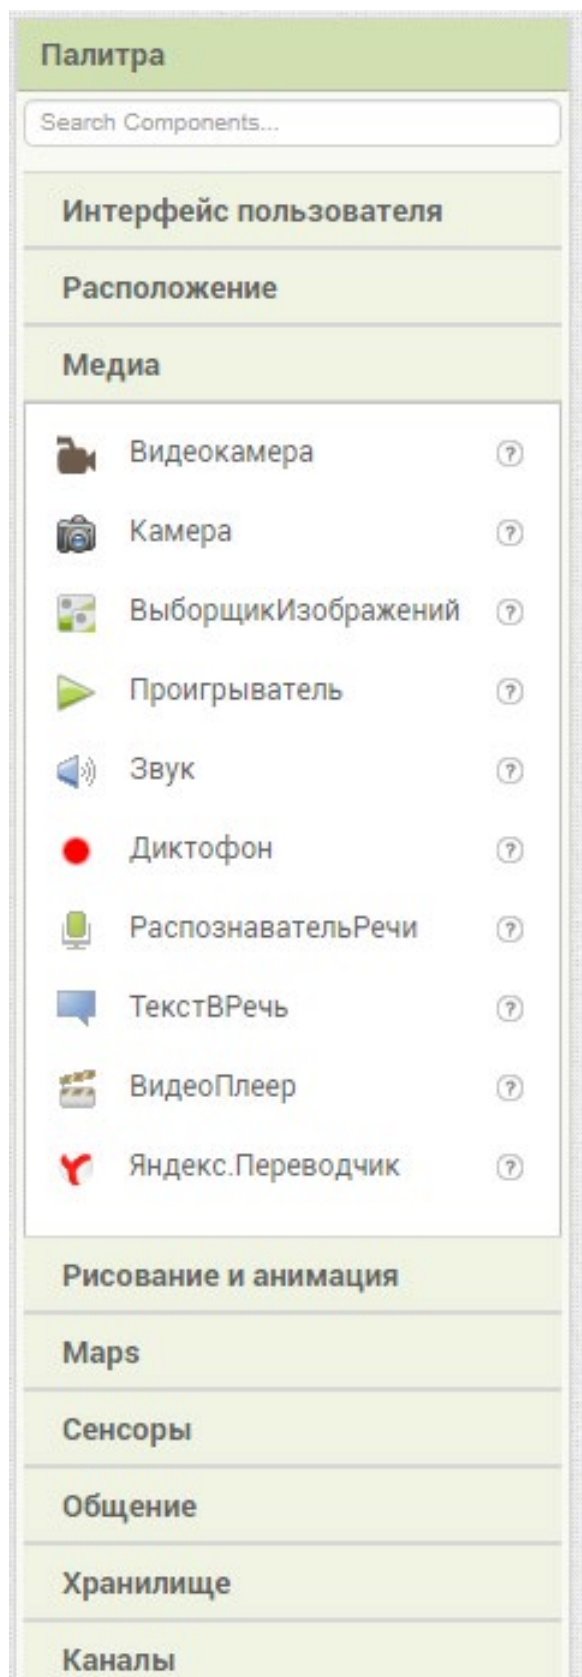 Палитра
Search Components...
Интерфейс пользователя
Расположение
Медиа
Видеокамера ?
Камера ?
ВыборщикИзображений ?
Проигрыватель ?
Звук ?
Диктофон ?
РаспознавательРечи ?
ТекстВРечь ?
ВидеоПлеер ?
Яндекс.Переводчик ?
Рисование и анимация
Maps
Сенсоры
Общение
Хранилище
Каналы